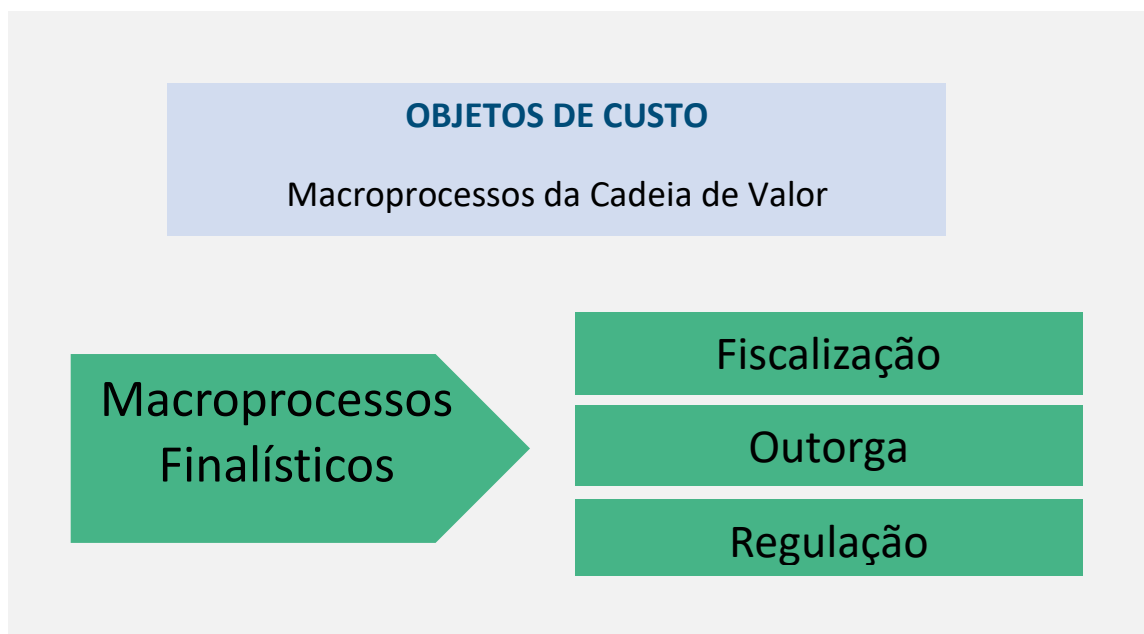 OBJETOS DE CUSTO
Macroprocessos da Cadeia de Valor
Macroprocessos
Finalísticos
Fiscalização
Outorga
Regulação